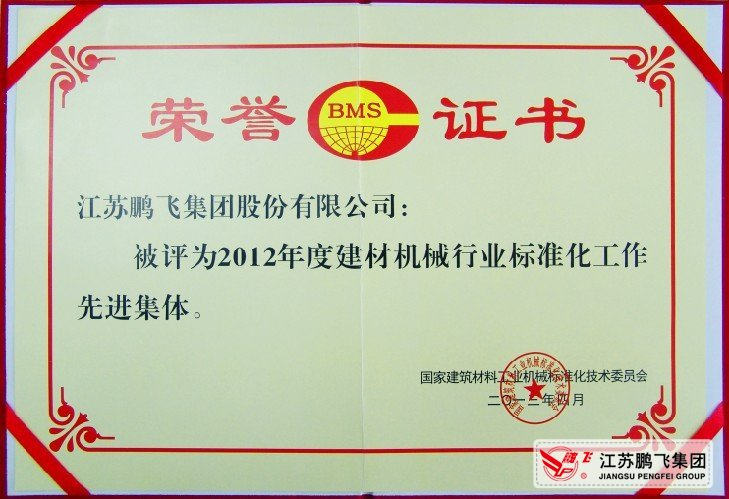 荣誉 BMS 证书
江苏鹏飞集团股份有限公司:
被评为2012年度建材机械行业标准化工作
先进集体。
国家建筑材料工业机械标准化技术委员会
二〇一三年四月
鹏飞
江苏鹏飞集团
JIANGSU PENGFEI GROUP